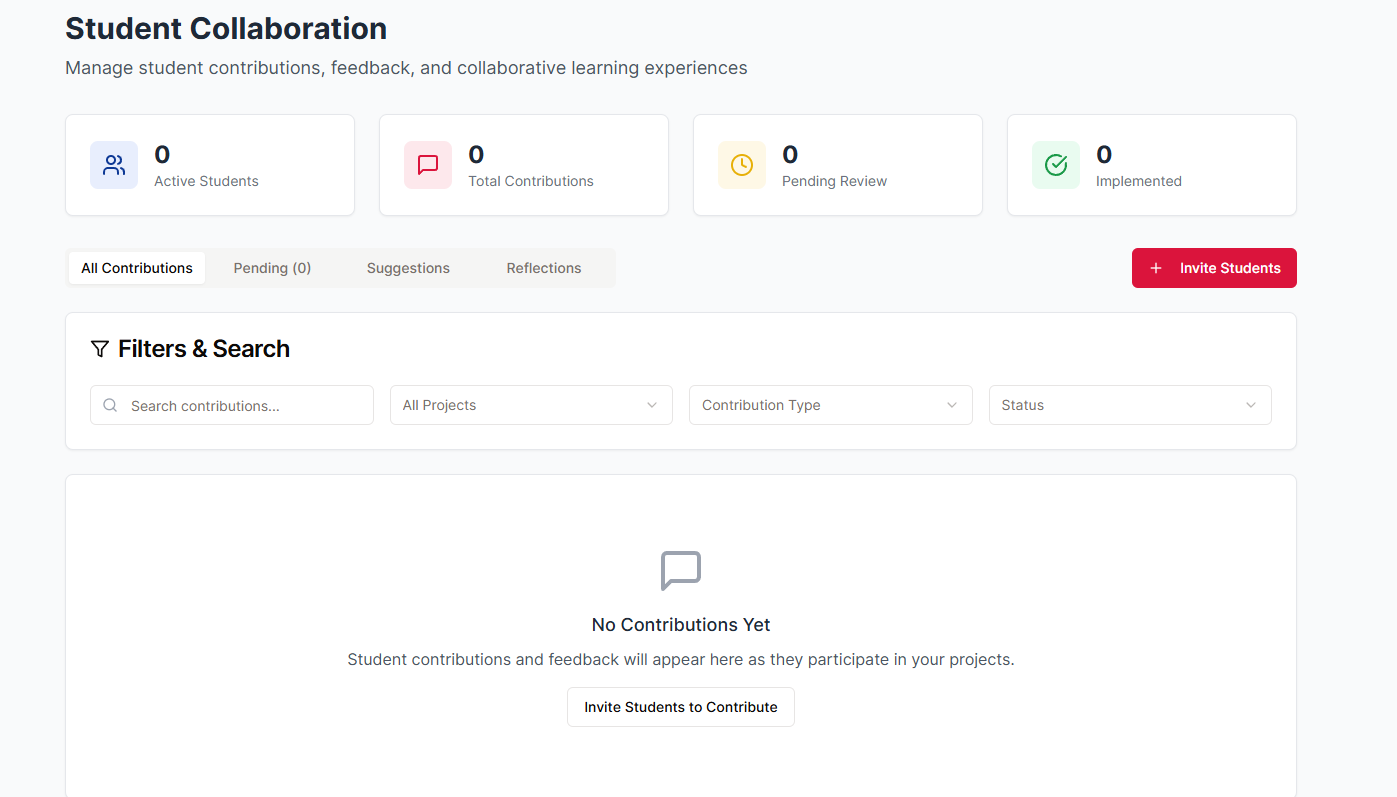 Student Collaboration
Manage student contributions, feedback, and collaborative learning experiences
0
Active Students
0
Total Contributions
0
Pending Review
0
Implemented
All Contributions
Pending (0)
Suggestions
Reflections
Invite Students
Filters & Search
Search contributions...
All Projects
Contribution Type
Status
No Contributions Yet
Student contributions and feedback will appear here as they participate in your projects.
Invite Students to Contribute